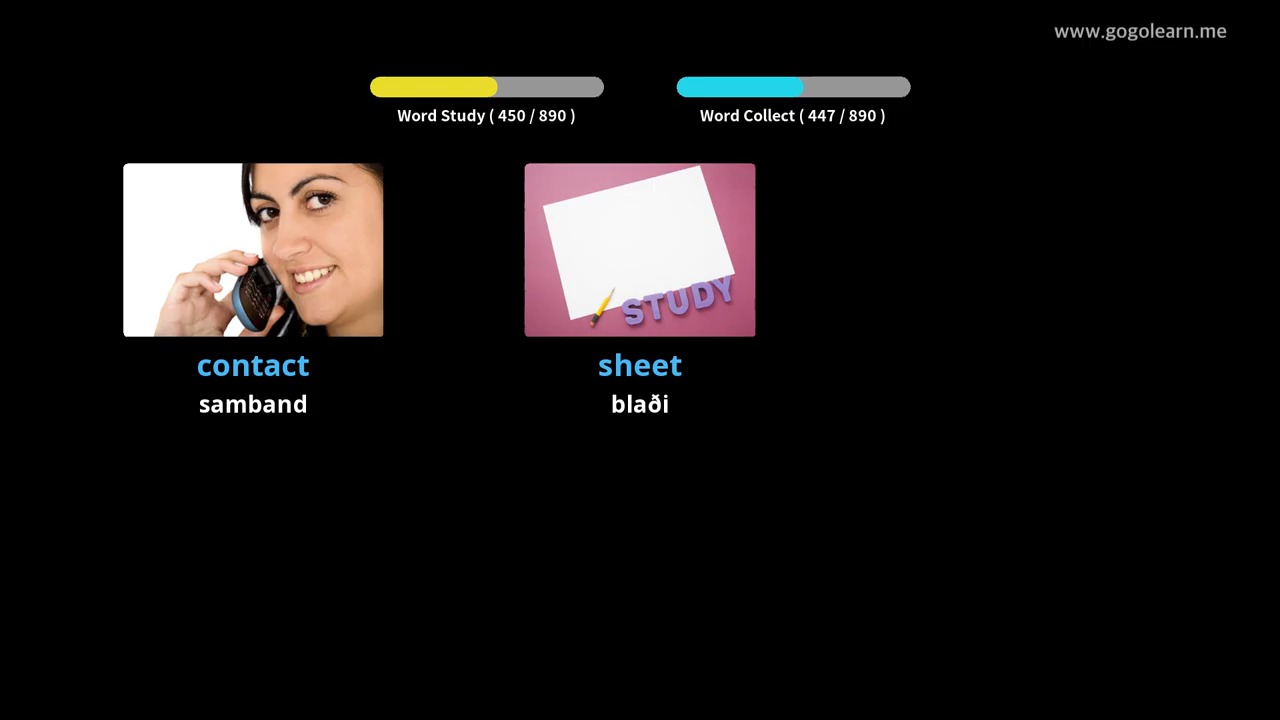 www.gogolearn.me
Word Study ( 450 / 890 )
Word Collect ( 447 / 890 )
STUDY
contact
sheet
samband
blaði